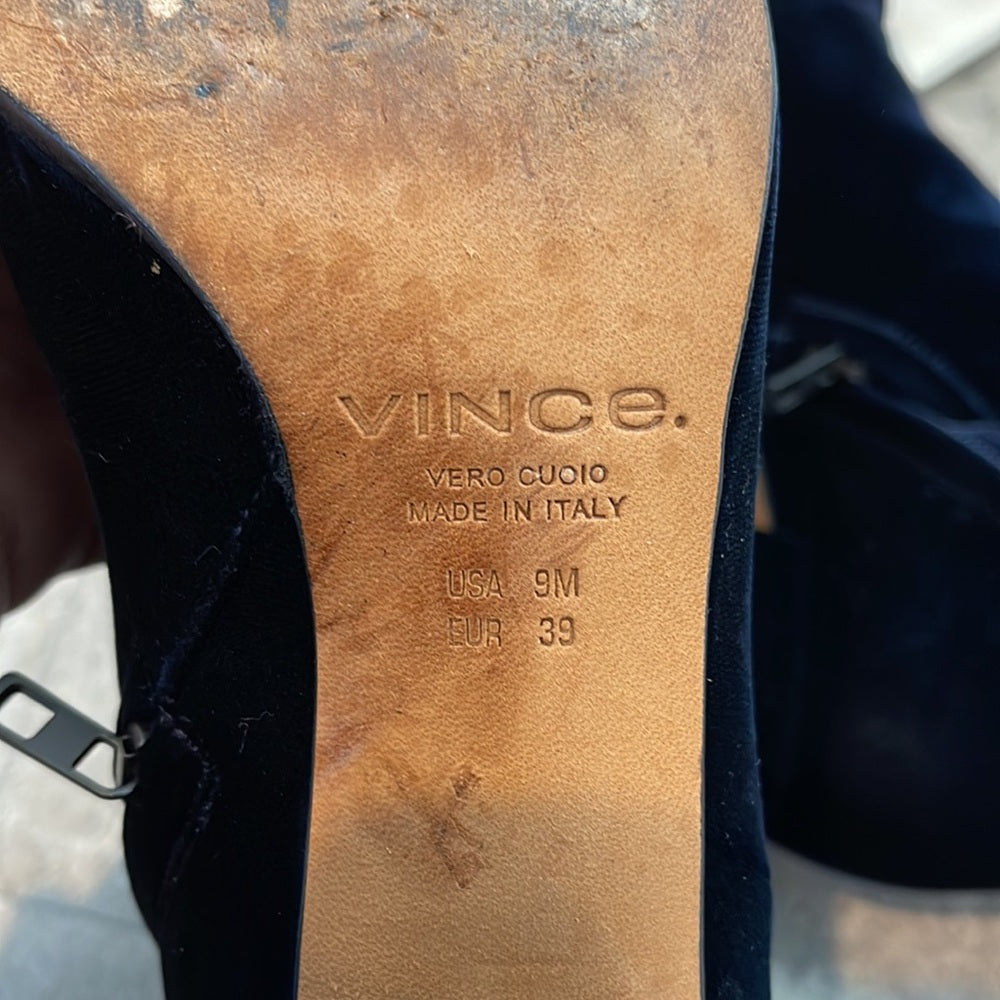 VINCe.
VERO CUOIO
MADE IN ITALY
USA 9M
EUR 39